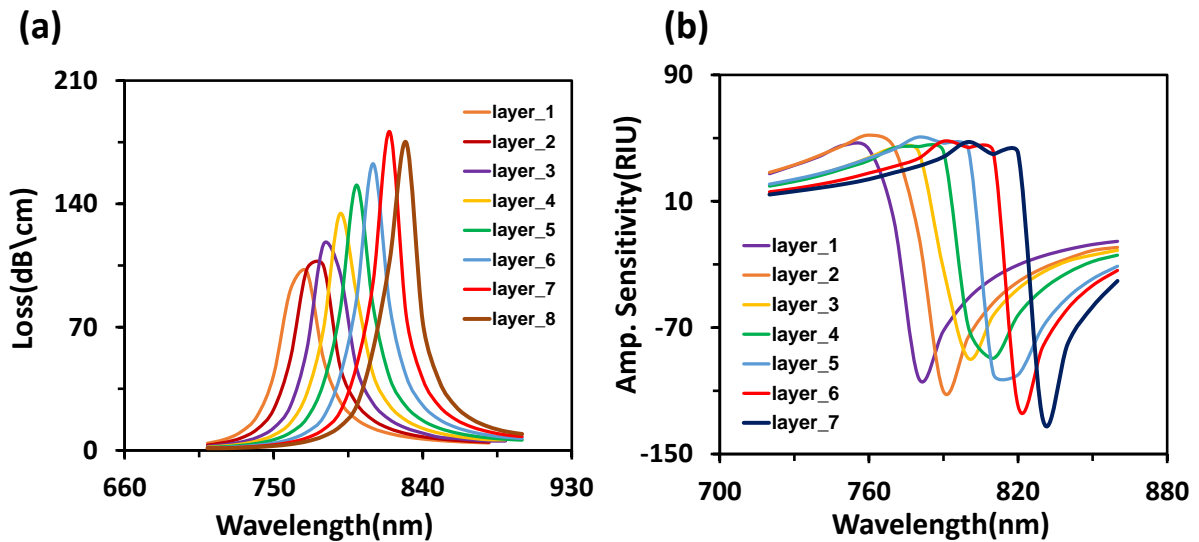 (a)
Loss(dB\cm)
210
140
70
0
660
750
840
930
Wavelength(nm)
layer_1
layer_2
layer_3
layer_4
layer_5
layer_6
layer_7
layer_8
(b)
Amp. Sensitivity(RIU)
90
10
-70
-150
700
760
820
880
Wavelength(nm)
layer_1
layer_2
layer_3
layer_4
layer_5
layer_6
layer_7